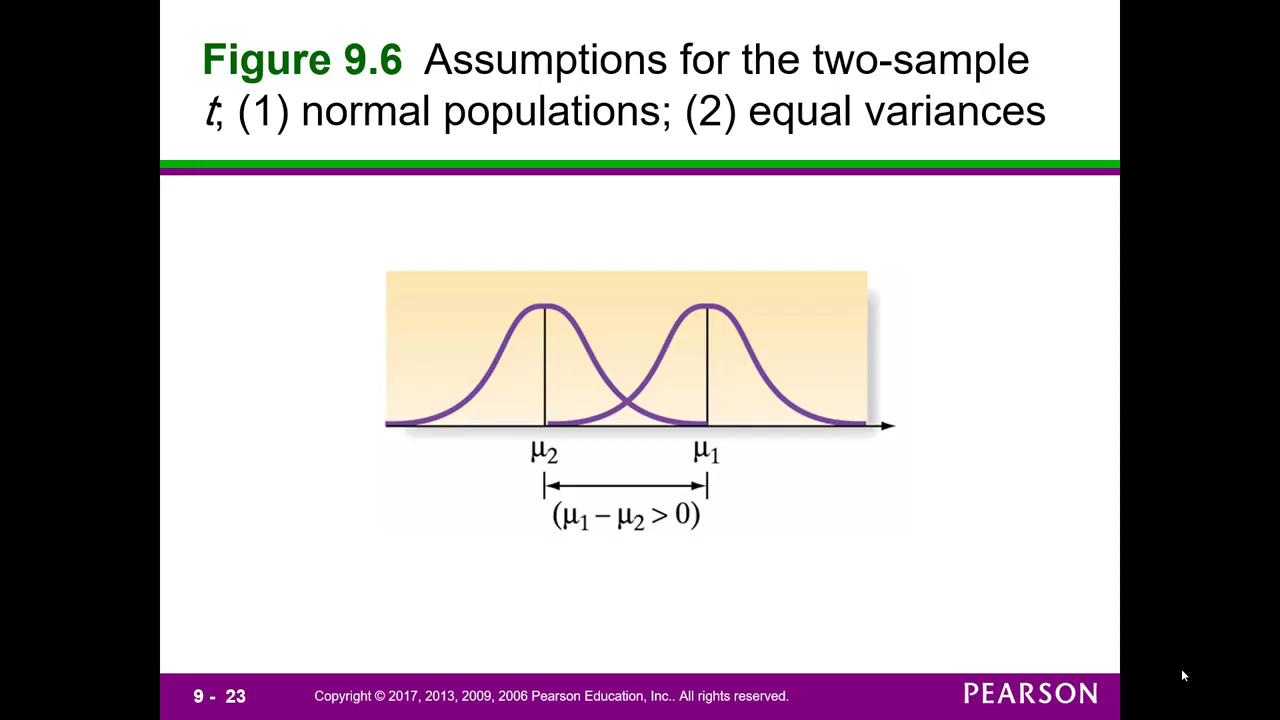 Figure 9.6 Assumptions for the two-sample
t; (1) normal populations; (2) equal variances
μ₂ μ₁
(μ₁ – μ₂ > 0)
9 - 23 Copyright © 2017, 2013, 2009, 2006 Pearson Education, Inc.. All rights reserved. PEARSON